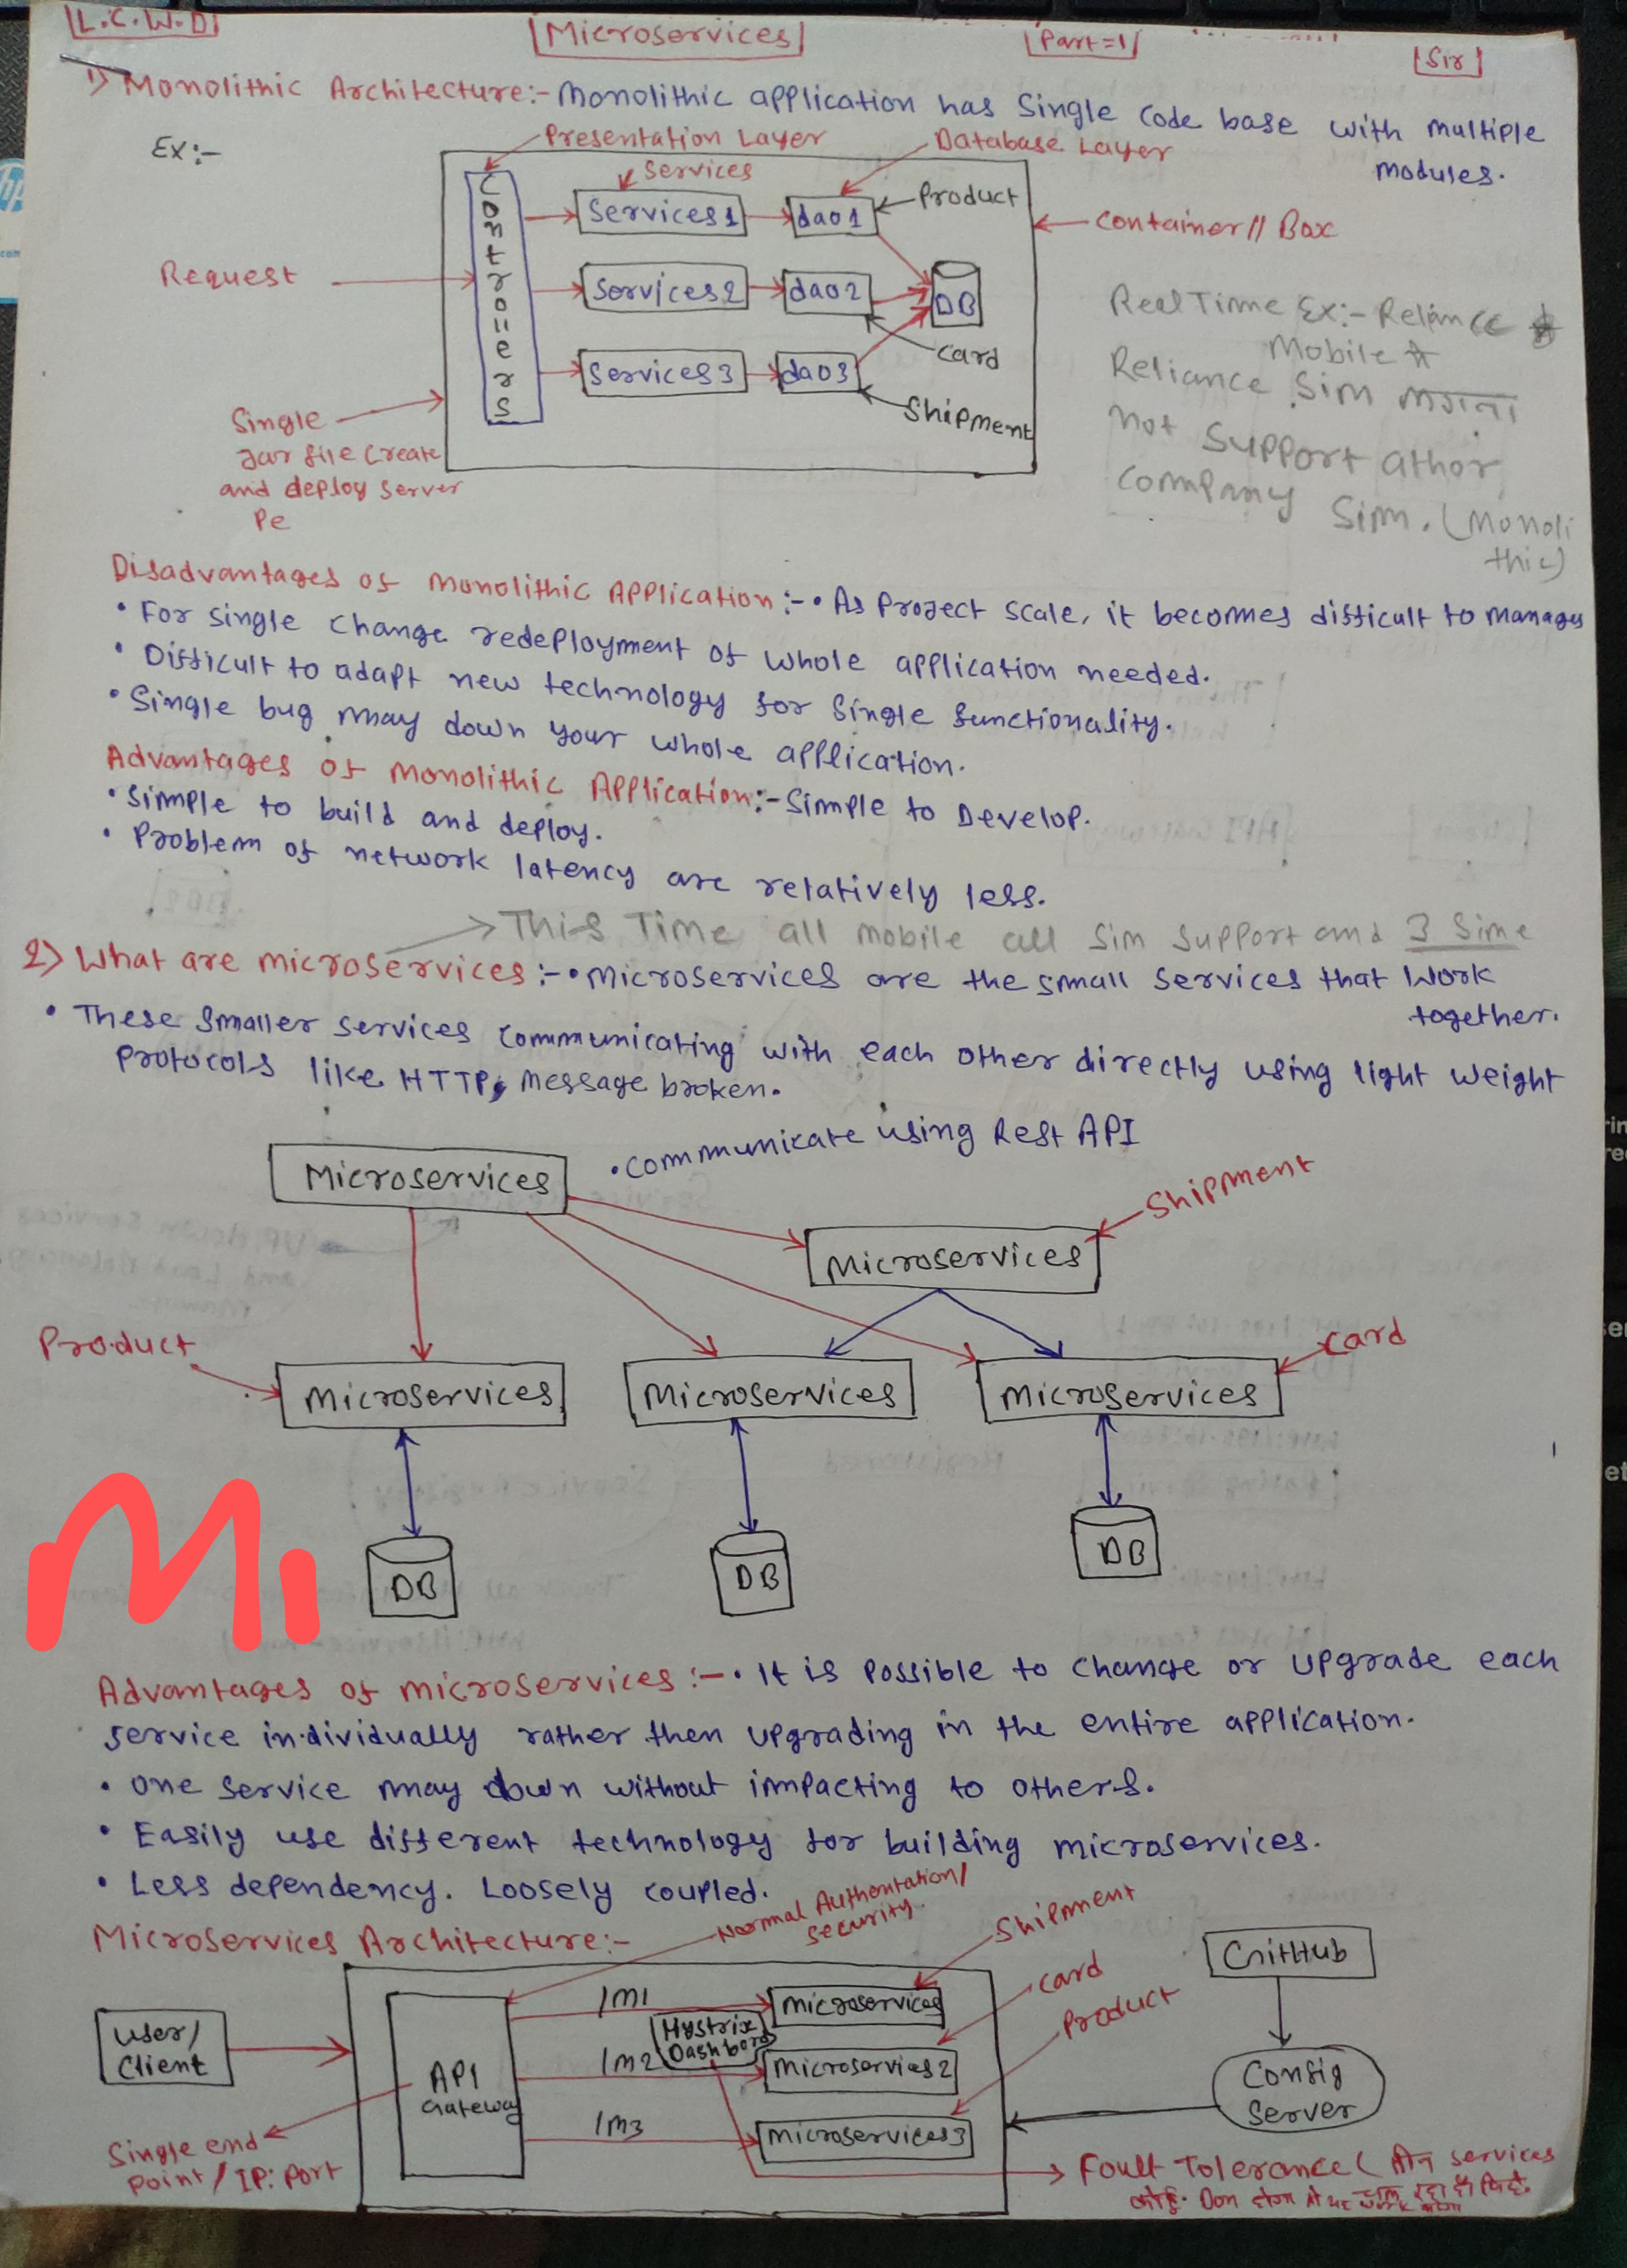 L.C.W.D
Microservices
Part=1
Sir
1) Monolithic Architecture:- Monolithic application has Single Code base with multiple
modules.
Ex:-
Presentation Layer
Services
Database Layer
Controllers
Services1
dao1
Product
Container// Box
Request
Services2
dao2
DB
Card
Services3
dao3
Shipment
Single
Jar file Create
and deploy Server
Pe
Real Time Ex:- Reliance
Mobile
Reliance Sim
not Support athor
company Sim. (Monoli
thic)
Disadvantages of Monolithic Application:- • As Project Scale, it becomes difficult to manages
• For single change redeployment of whole application needed.
• Difficult to adapt new technology for Single functionality.
• Single bug may down your whole application.
Advantages of Monolithic Application:- Simple to Develop.
• Simple to build and deploy.
• Problem of network latency are relatively less.
This Time all mobile all Sim Support and 3 Sime
2) What are microservices:- • Microservices are the small services that Work
together.
• These Smaller services Communicating with each other directly using light weight
Protocols like HTTP, Message broken.
• Communicate using Rest API
Microservices
Shipment
Microservices
Product
Card
Microservices
Microservices
Microservices
DB
DB
DB
M1
Advantages of microservices:- • It is Possible to Change or upgrade each
service individually rather then upgrading in the entire application.
• One Service may down without impacting to others.
• Easily use different technology for building microservices.
• Less dependency. Loosely coupled.
Normal Authentation/
Security.
Microservices Architecture:-
Shipment
Card
Product
GitHub
User/
Client
API
Gateway
/m1
/m2
/m3
Hystrix
Dashbord
Microservices
Microservices2
Microservices3
Config
Server
Single end
point/IP:Port
Foult Tolerance ( तीन services